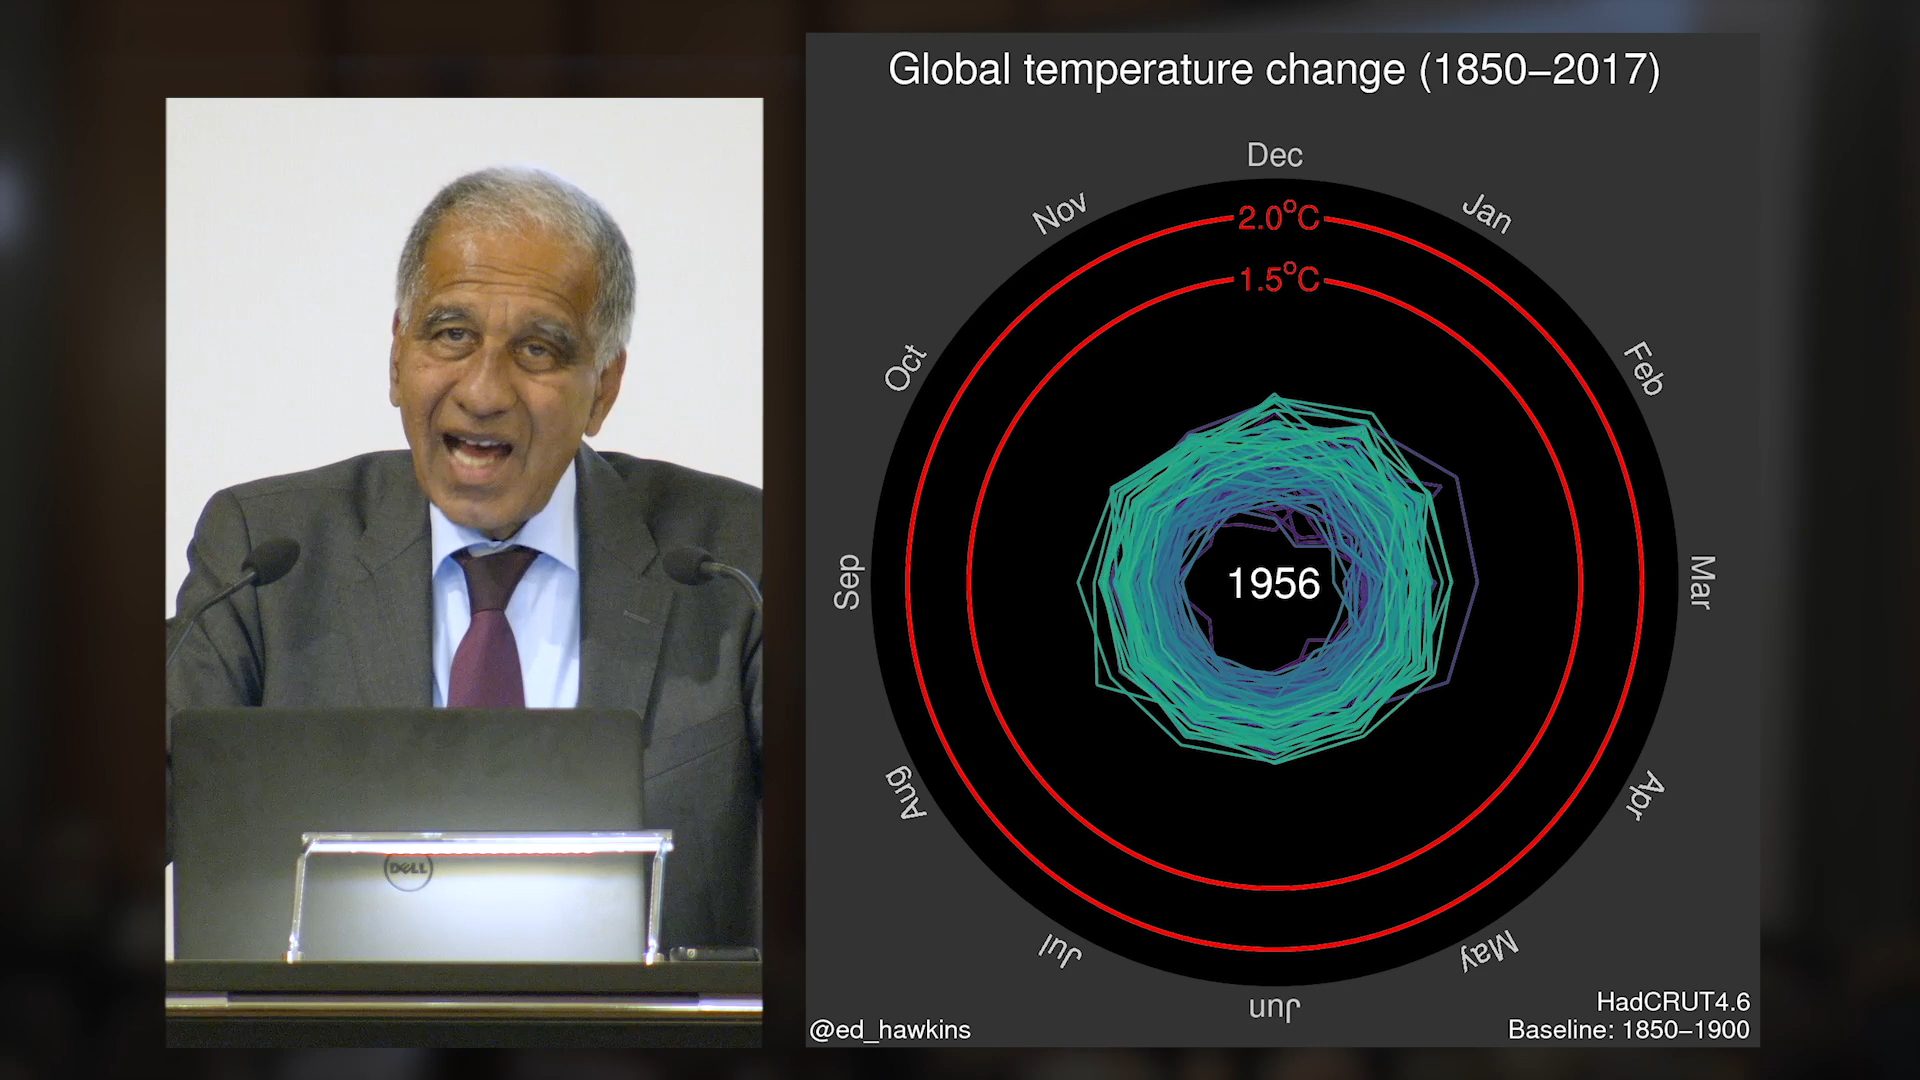 Global temperature change (1850–2017)
Dec
Nov
Jan
2.0°C
1.5°C
Oct
Feb
Sep
1956
Mar
Aug
Apr
DELL
Jul
May
Jun
HadCRUT4.6
@ed_hawkins
Baseline: 1850–1900